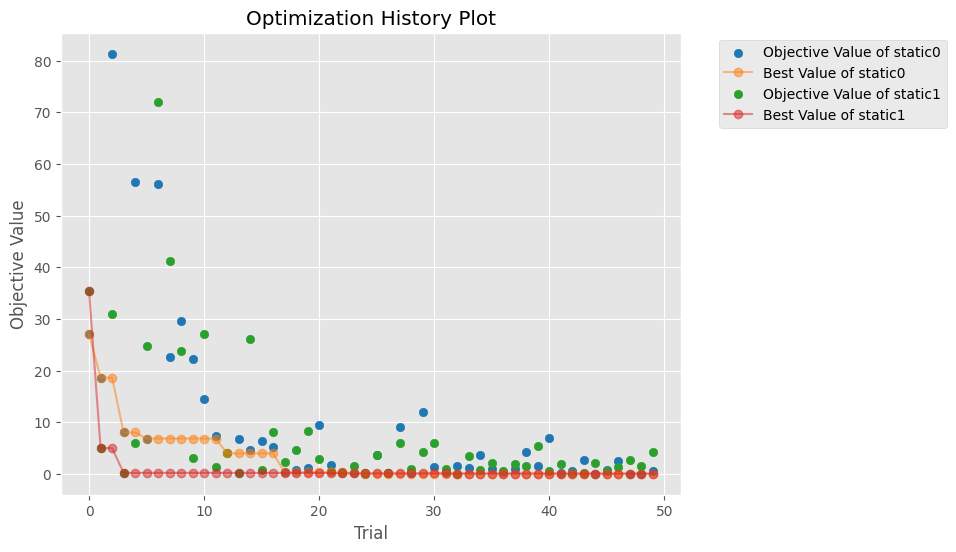 Optimization History Plot
Objective Value of static0
Best Value of static0
Objective Value of static1
Best Value of static1
Objective Value
80
70
60
50
40
30
20
10
0
0 10 20 30 40 50
Trial